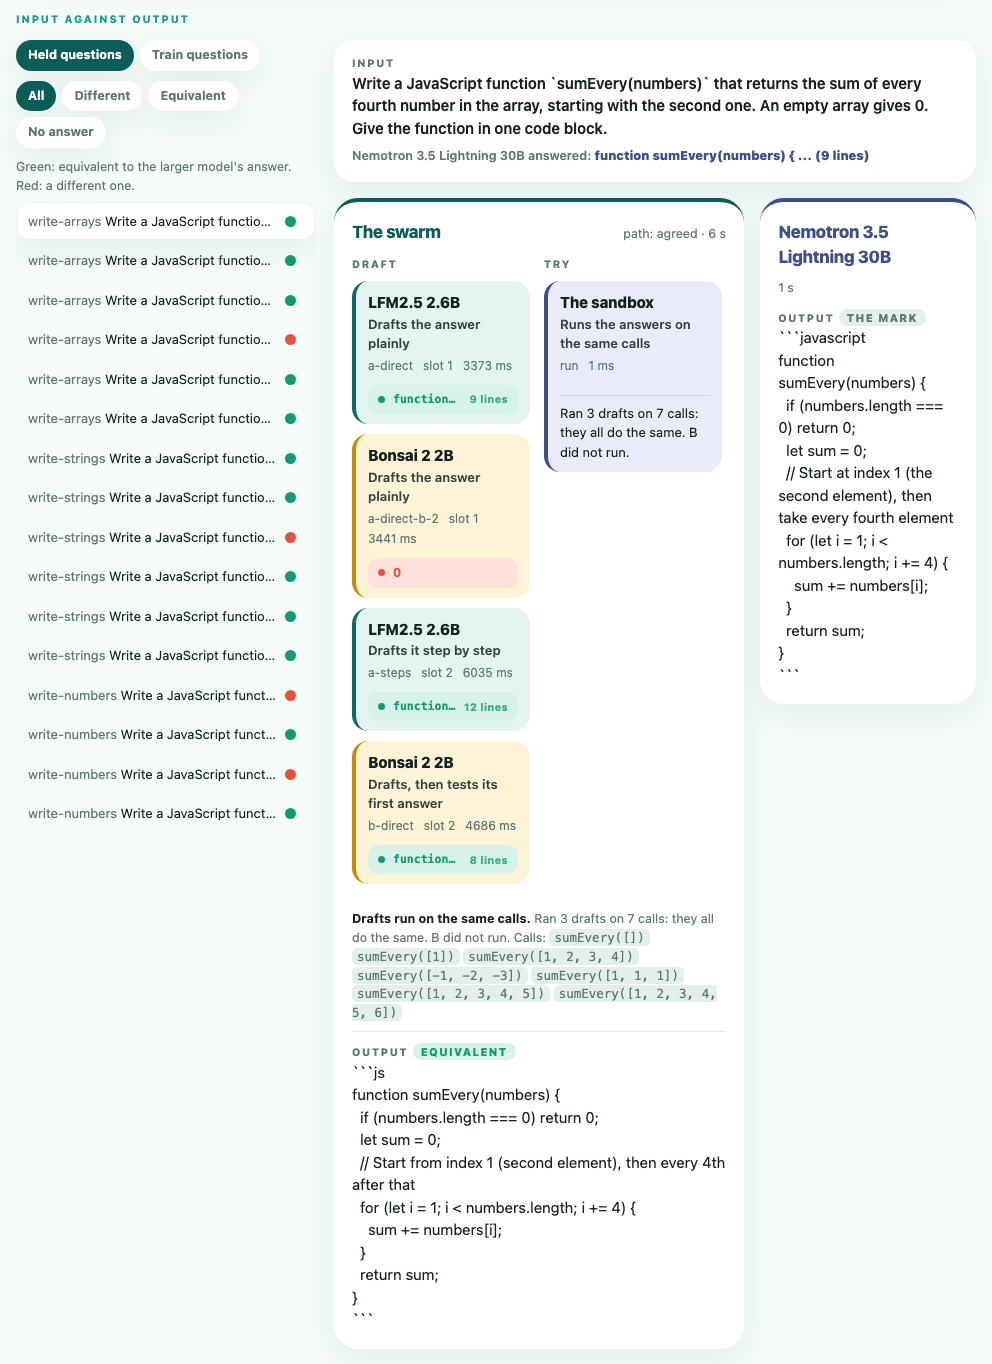 INPUT AGAINST OUTPUT
Held questions
Train questions
All
Different
Equivalent
No answer
Green: equivalent to the larger model's answer.
Red: a different one.
write-arrays Write a JavaScript functio...
write-arrays Write a JavaScript functio...
write-arrays Write a JavaScript functio...
write-arrays Write a JavaScript functio...
write-arrays Write a JavaScript functio...
write-arrays Write a JavaScript functio...
write-strings Write a JavaScript functio...
write-strings Write a JavaScript functio...
write-strings Write a JavaScript functio...
write-strings Write a JavaScript functio...
write-strings Write a JavaScript functio...
write-strings Write a JavaScript functio...
write-numbers Write a JavaScript funct...
write-numbers Write a JavaScript funct...
write-numbers Write a JavaScript funct...
write-numbers Write a JavaScript funct...
INPUT
Write a JavaScript function `sumEvery(numbers)` that returns the sum of every
fourth number in the array, starting with the second one. An empty array gives 0.
Give the function in one code block.
Nemotron 3.5 Lightning 30B answered: function sumEvery(numbers) { ... (9 lines)
The swarm
path: agreed · 6 s
DRAFT
LFM2.5 2.6B
Drafts the answer
plainly
a-direct slot 1 3373 ms
function... 9 lines
Bonsai 2 2B
Drafts the answer
plainly
a-direct-b-2 slot 1
3441 ms
0
LFM2.5 2.6B
Drafts it step by step
a-steps slot 2 6035 ms
function... 12 lines
Bonsai 2 2B
Drafts, then tests its
first answer
b-direct slot 2 4686 ms
function... 8 lines
TRY
The sandbox
Runs the answers on
the same calls
run 1 ms
Ran 3 drafts on 7 calls:
they all do the same. B
did not run.
Drafts run on the same calls. Ran 3 drafts on 7 calls: they all
do the same. B did not run. Calls: sumEvery([])
sumEvery([1]) sumEvery([1, 2, 3, 4])
sumEvery([-1, -2, -3]) sumEvery([1, 1, 1])
sumEvery([1, 2, 3, 4, 5]) sumEvery([1, 2, 3, 4,
5, 6])
OUTPUT EQUIVALENT
```js
function sumEvery(numbers) {
  if (numbers.length === 0) return 0;
  let sum = 0;
  // Start from index 1 (second element), then every 4th
after that
  for (let i = 1; i < numbers.length; i += 4) {
    sum += numbers[i];
  }
  return sum;
}
```
Nemotron 3.5
Lightning 30B
1 s
OUTPUT THE MARK
```javascript
function
sumEvery(numbers) {
  if (numbers.length ===
0) return 0;
  let sum = 0;
  // Start at index 1 (the
second element), then
take every fourth element
  for (let i = 1; i <
numbers.length; i += 4) {
    sum += numbers[i];
  }
  return sum;
}
```